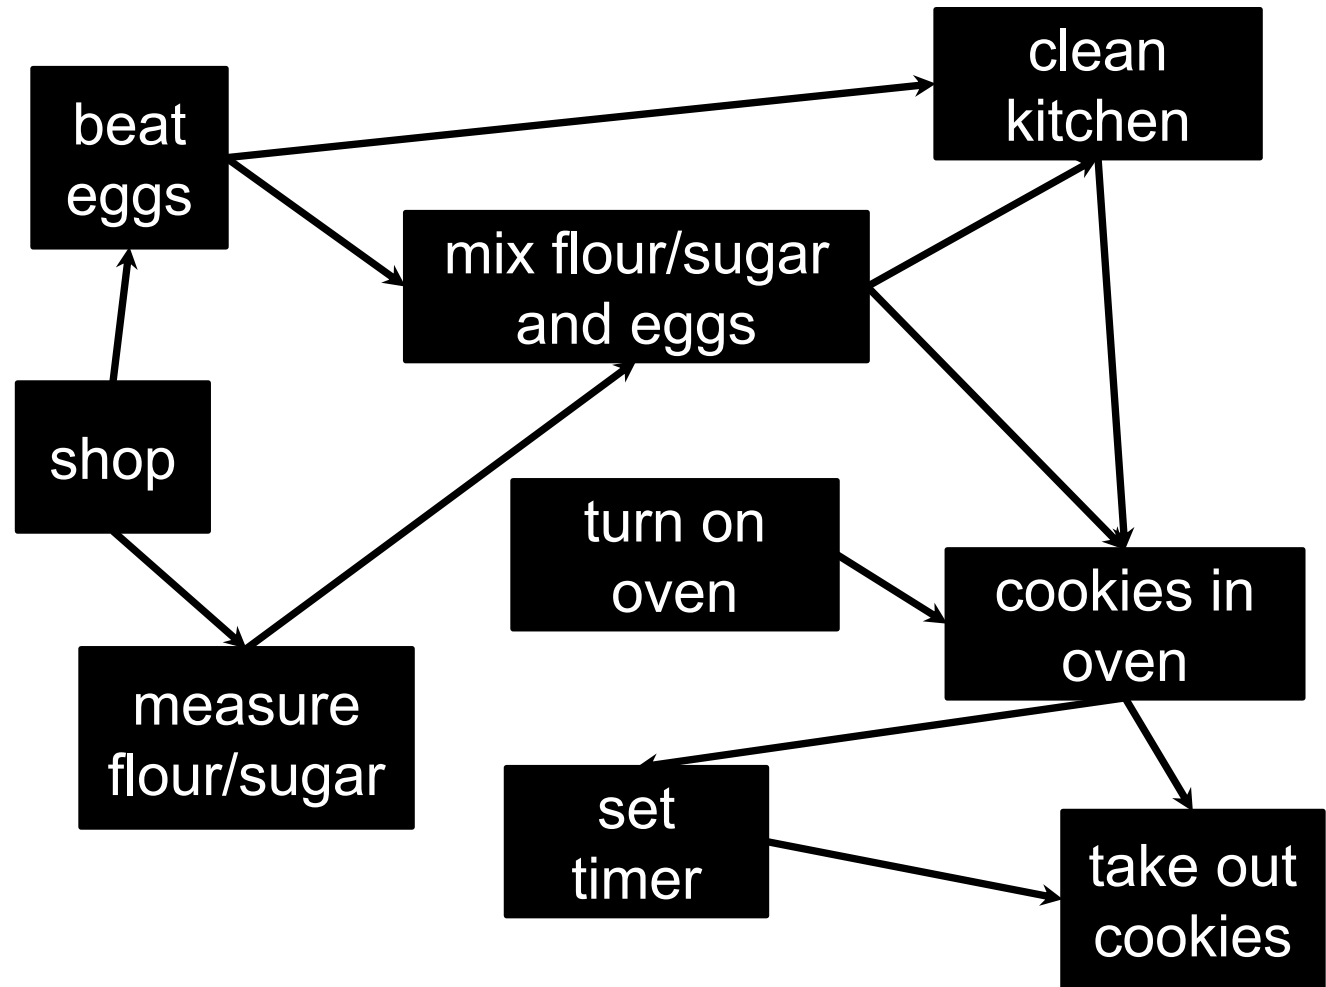 clean
kitchen
beat
eggs
mix flour/sugar
and eggs
shop
turn on
oven
cookies in
oven
measure
flour/sugar
set
timer
take out
cookies